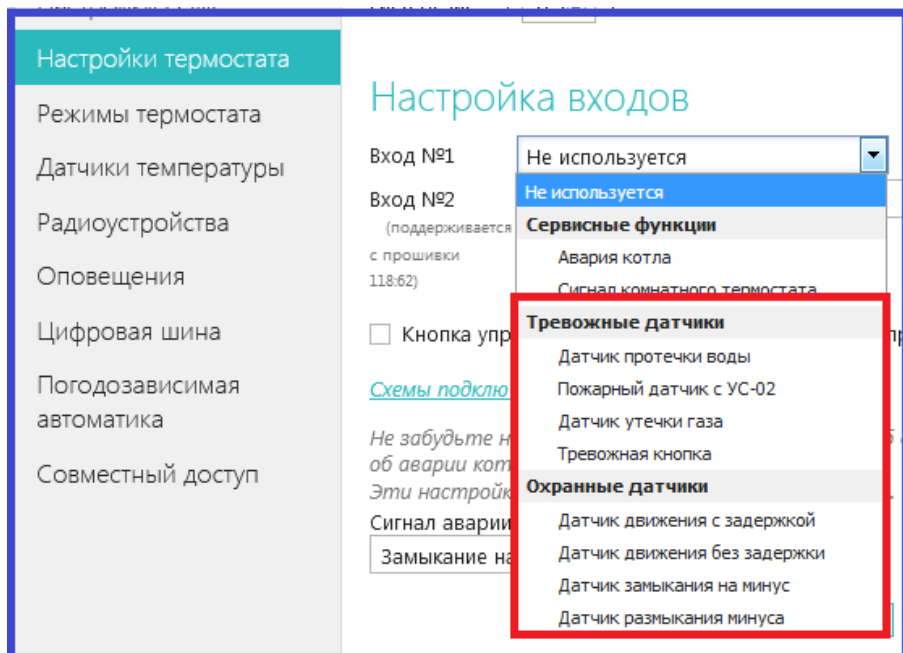 Настройки термостата
Режимы термостата
Датчики температуры
Радиоустройства
Оповещения
Цифровая шина
Погодозависимая
автоматика
Совместный доступ
Настройка входов
Вход №1
Не используется
Вход №2
(поддерживается
с прошивки
118:62)
Не используется
Сервисные функции
Авария котла
Сигнал комнатного термостата
Тревожные датчики
Датчик протечки воды
Пожарный датчик с УС-02
Датчик утечки газа
Тревожная кнопка
Охранные датчики
Датчик движения с задержкой
Датчик движения без задержки
Датчик замыкания на минус
Датчик размыкания минуса
Кнопка упр
Схемы подклю
Не забудьте н
об аварии кот
Эти настройк
Сигнал аварии
Замыкание на